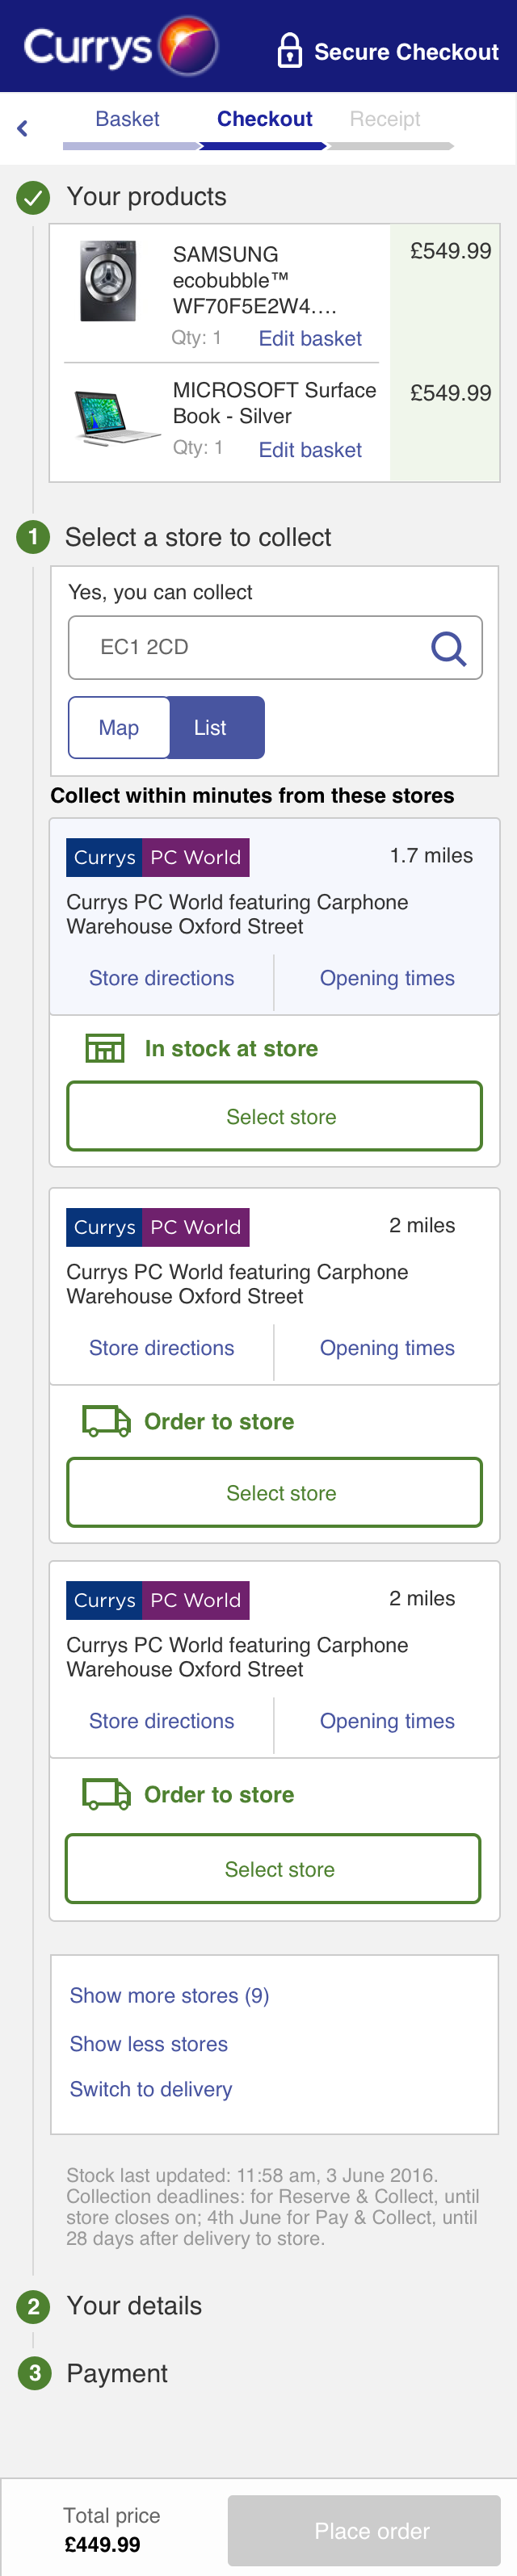 Currys
Secure Checkout
Basket
Checkout
Receipt
Your products
SAMSUNG
ecobubble™
WF70F5E2W4....
£549.99
Qty: 1
Edit basket
MICROSOFT Surface
Book - Silver
£549.99
Qty: 1
Edit basket
1
Select a store to collect
Yes, you can collect
EC1 2CD
Map
List
Collect within minutes from these stores
Currys PC World
1.7 miles
Currys PC World featuring Carphone
Warehouse Oxford Street
Store directions
Opening times
In stock at store
Select store
Currys PC World
2 miles
Currys PC World featuring Carphone
Warehouse Oxford Street
Store directions
Opening times
Order to store
Select store
Currys PC World
2 miles
Currys PC World featuring Carphone
Warehouse Oxford Street
Store directions
Opening times
Order to store
Select store
Show more stores (9)
Show less stores
Switch to delivery
Stock last updated: 11:58 am, 3 June 2016.
Collection deadlines: for Reserve & Collect, until
store closes on; 4th June for Pay & Collect, until
28 days after delivery to store.
2
Your details
3
Payment
Total price
£449.99
Place order